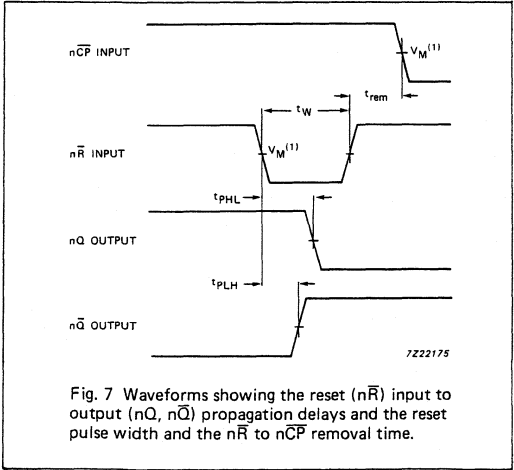 nC̅P̅ INPUT
VM(1)
trem
tW
nR̅ INPUT
VM(1)
tPHL
nQ OUTPUT
tPLH
nQ̅ OUTPUT
7Z22175
Fig. 7 Waveforms showing the reset (nR̅) input to
output (nQ, nQ̅) propagation delays and the reset
pulse width and the nR̅ to nC̅P̅ removal time.